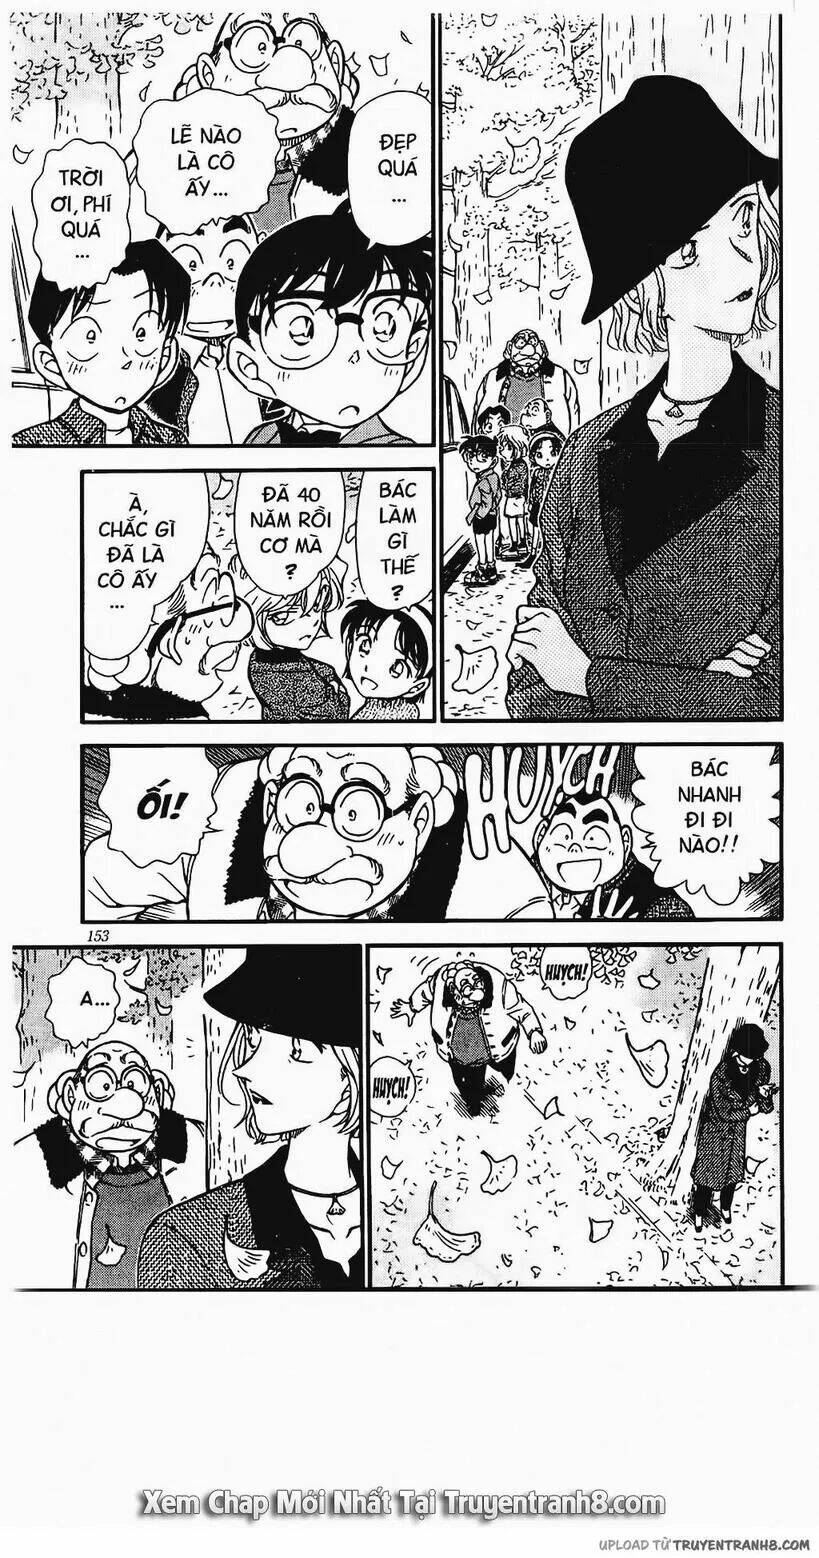 ĐẸP
QUÁ
...
LẼ NÀO
LÀ CÔ
ẤY...
TRỜI
ƠI, PHÍ
QUÁ
...
BÁC
LÀM
GÌ
THẾ
?
ĐÃ 40
NĂM RỒI
CƠ MÀ
?
À,
CHẮC GÌ
ĐÃ LÀ
CÔ ẤY
...
BÁC
NHANH
ĐI ĐI
NÀO!!
HUỴCH
ỐI!
153
HUỴCH!
HUỴCH!
A...
Xem Chap Mới Nhất Tại Truyentranh8.com
UPLOAD TỪ TRUYENTRANH8.COM